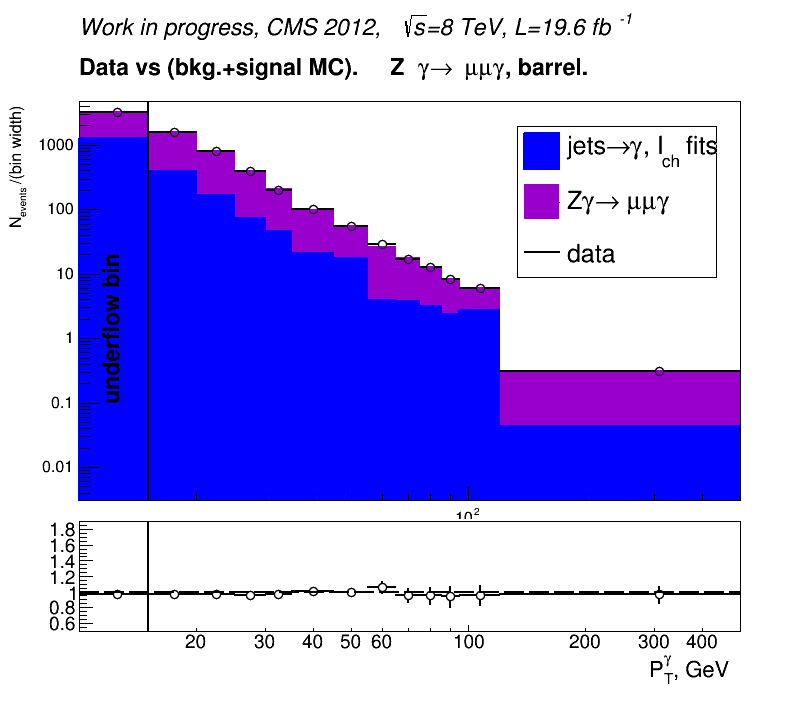 Work in progress, CMS 2012, √s=8 TeV, L=19.6 fb⁻¹
Data vs (bkg.+signal MC). Z γ→ μμγ, barrel.
N_events /(bin width)
1000
100
10
1
0.1
0.01
underflow bin
jets→γ, I_ch fits
Zγ→ μμγ
data
10²
1.8
1.6
1.4
1.2
1
0.8
0.6
20 30 40 50 60 100 200 300 400
P_T^γ, GeV